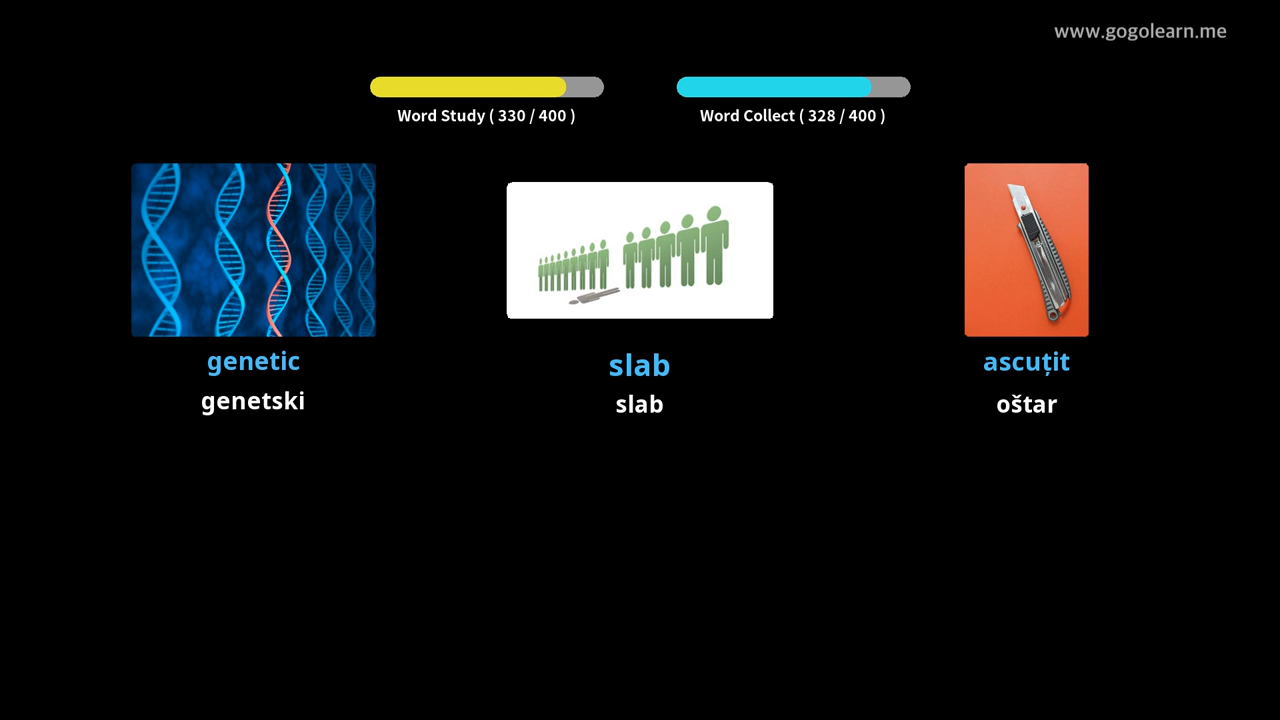 www.gogolearn.me
Word Study ( 330 / 400 )
Word Collect ( 328 / 400 )
genetic
genetski
slab
slab
ascuțit
oštar